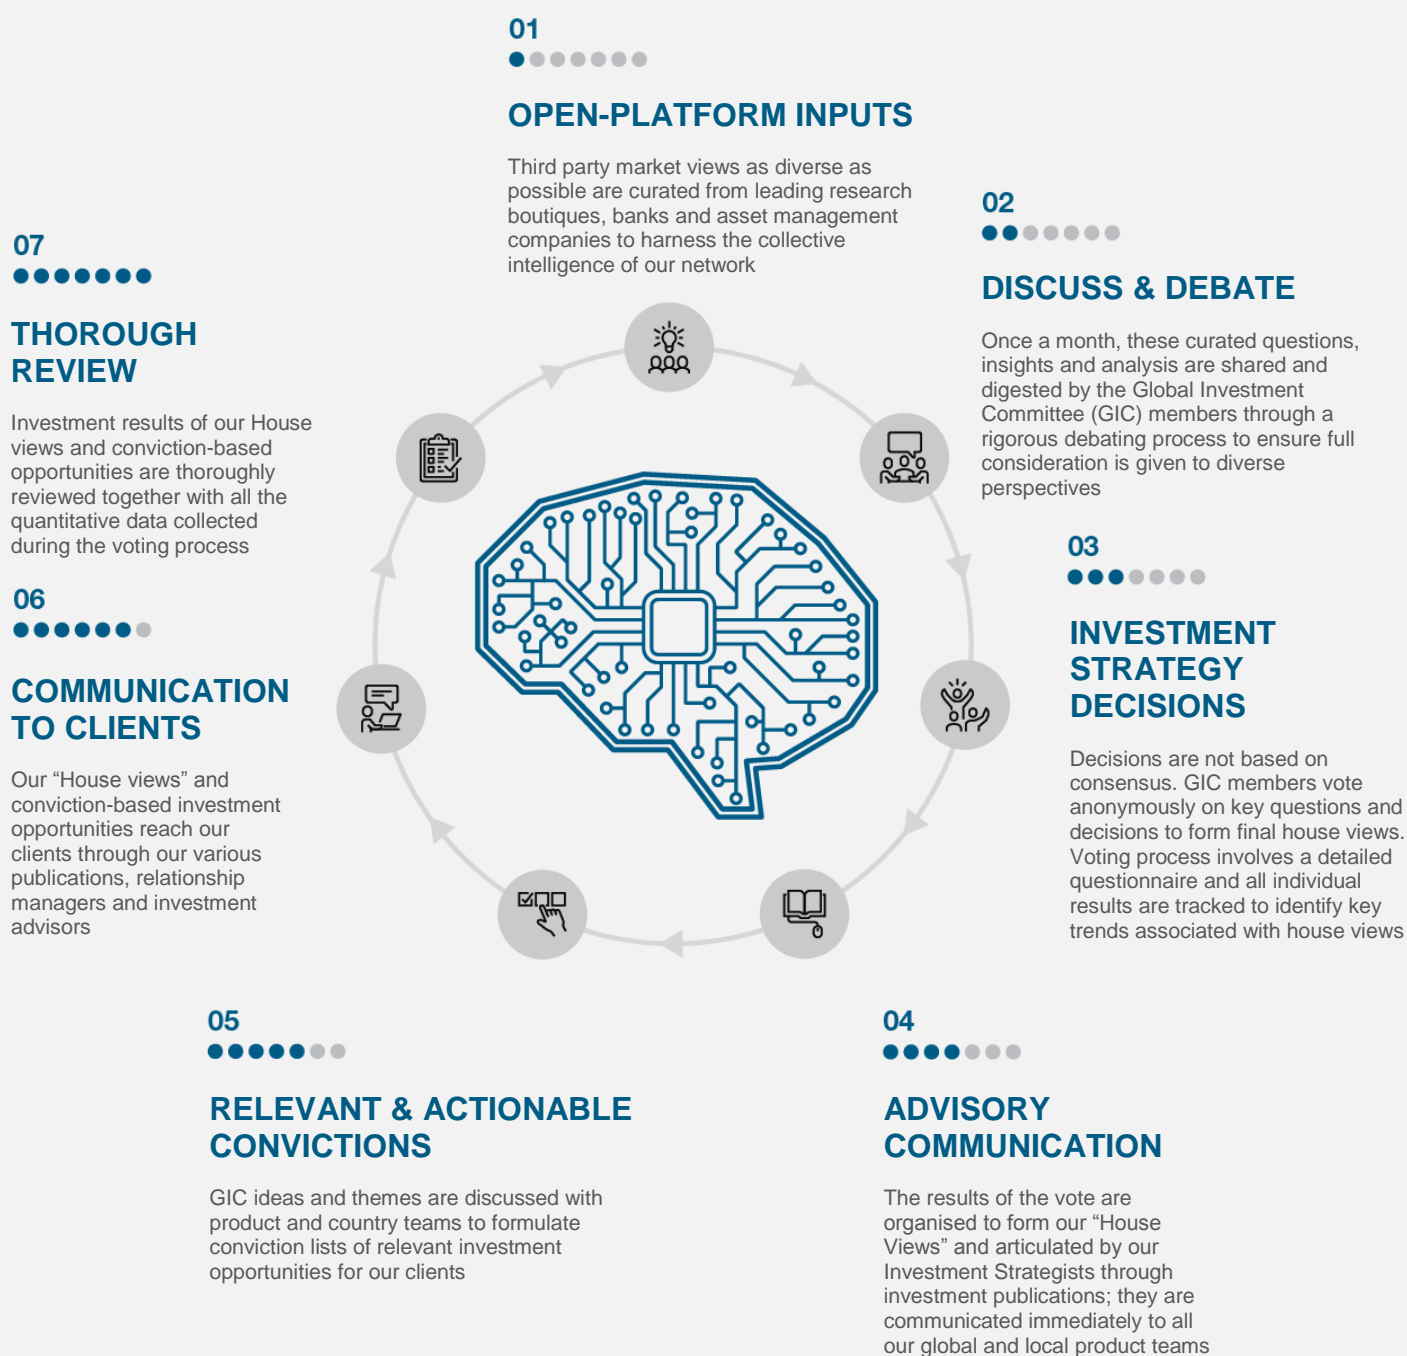 01
OPEN-PLATFORM INPUTS
Third party market views as diverse as
possible are curated from leading research
boutiques, banks and asset management
companies to harness the collective
intelligence of our network
02
DISCUSS & DEBATE
Once a month, these curated questions,
insights and analysis are shared and
digested by the Global Investment
Committee (GIC) members through a
rigorous debating process to ensure full
consideration is given to diverse
perspectives
03
INVESTMENT
STRATEGY
DECISIONS
Decisions are not based on
consensus. GIC members vote
anonymously on key questions and
decisions to form final house views.
Voting process involves a detailed
questionnaire and all individual
results are tracked to identify key
trends associated with house views
04
ADVISORY
COMMUNICATION
The results of the vote are
organised to form our “House
Views” and articulated by our
Investment Strategists through
investment publications; they are
communicated immediately to all
our global and local product teams
05
RELEVANT & ACTIONABLE
CONVICTIONS
GIC ideas and themes are discussed with
product and country teams to formulate
conviction lists of relevant investment
opportunities for our clients
06
COMMUNICATION
TO CLIENTS
Our “House views” and
conviction-based investment
opportunities reach our
clients through our various
publications, relationship
managers and investment
advisors
07
THOROUGH
REVIEW
Investment results of our House
views and conviction-based
opportunities are thoroughly
reviewed together with all the
quantitative data collected
during the voting process